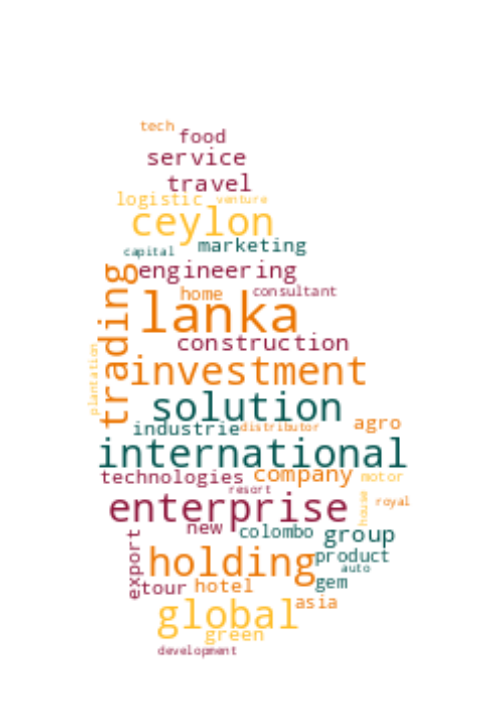 tech
food
service
travel
logistic venture
ceylon
capital marketing
engineering
trading
home consultant
lanka
construction
plantation
investment
solution
industrie distributor agro
international
technologies company motor
resort
enterprise house royal
new colombo group
export
holding product
auto
tour hotel gem
asia
global
green
development